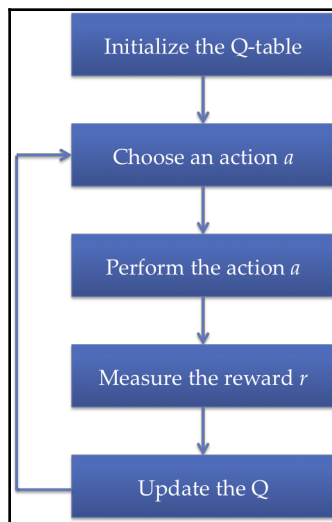 Initialize the Q-table
Choose an action a
Perform the action a
Measure the reward r
Update the Q